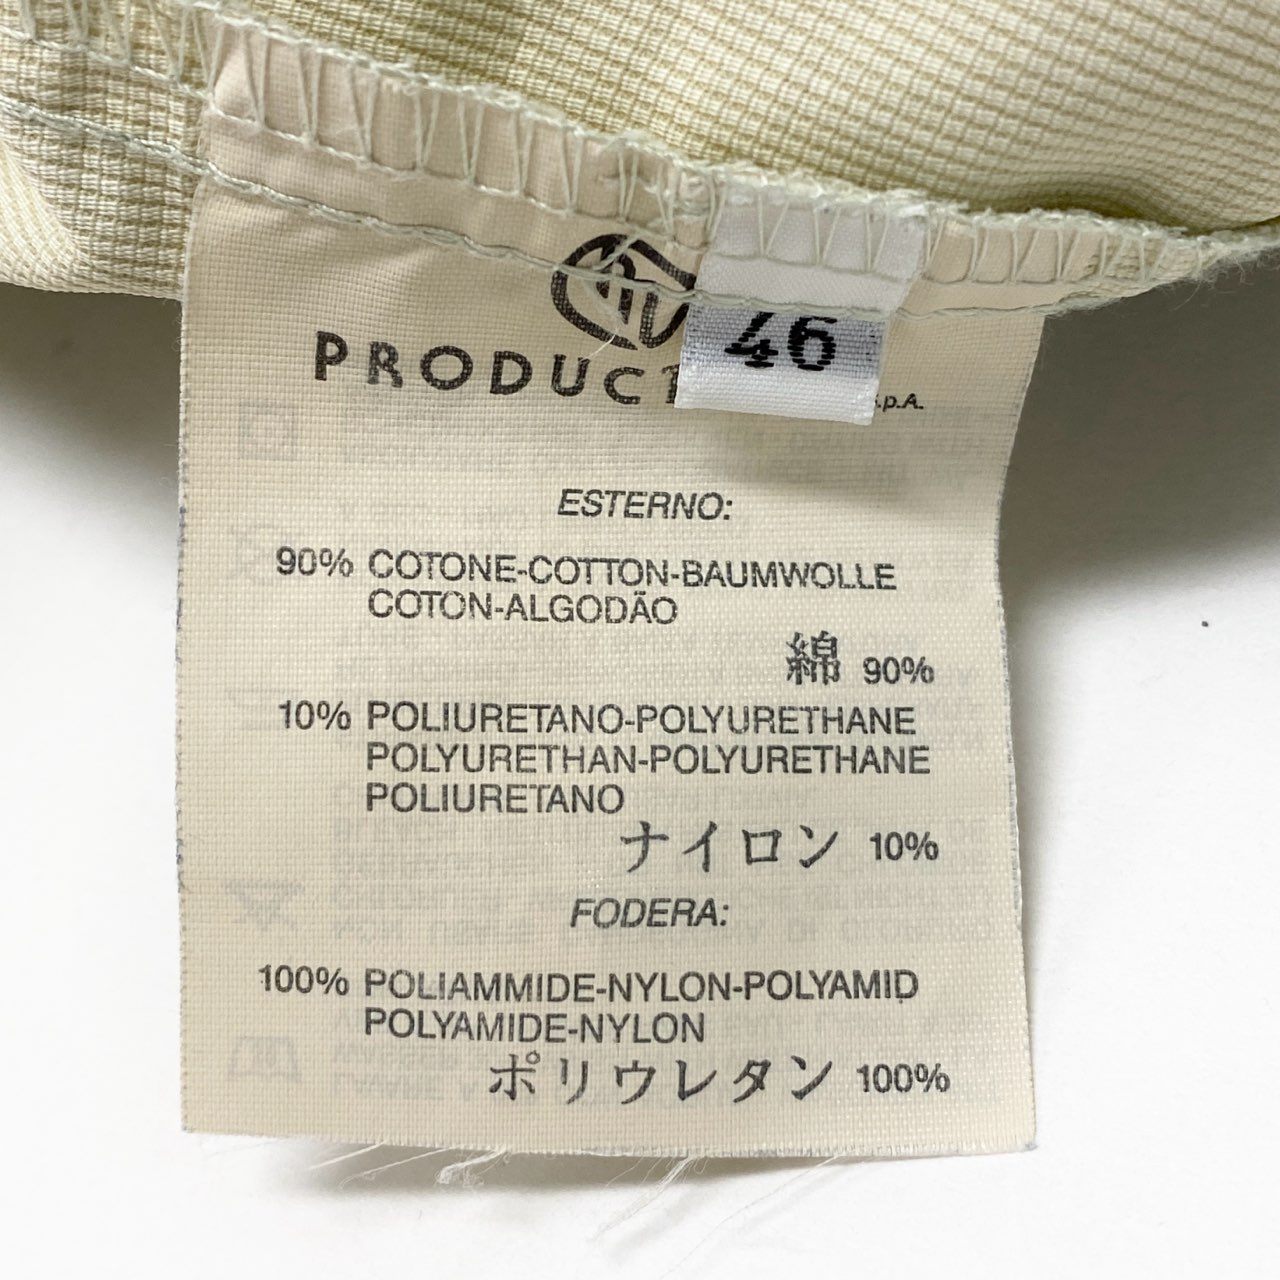 PRODUCT
46
S.p.A.
ESTERNO:
90% COTONE-COTTON-BAUMWOLLE
COTON-ALGODÃO
綿 90%
10% POLIURETANO-POLYURETHANE
POLYURETHAN-POLYURETHANE
POLIURETANO
ナイロン 10%
FODERA:
100% POLIAMMIDE-NYLON-POLYAMID
POLYAMIDE-NYLON
ポリウレタン 100%